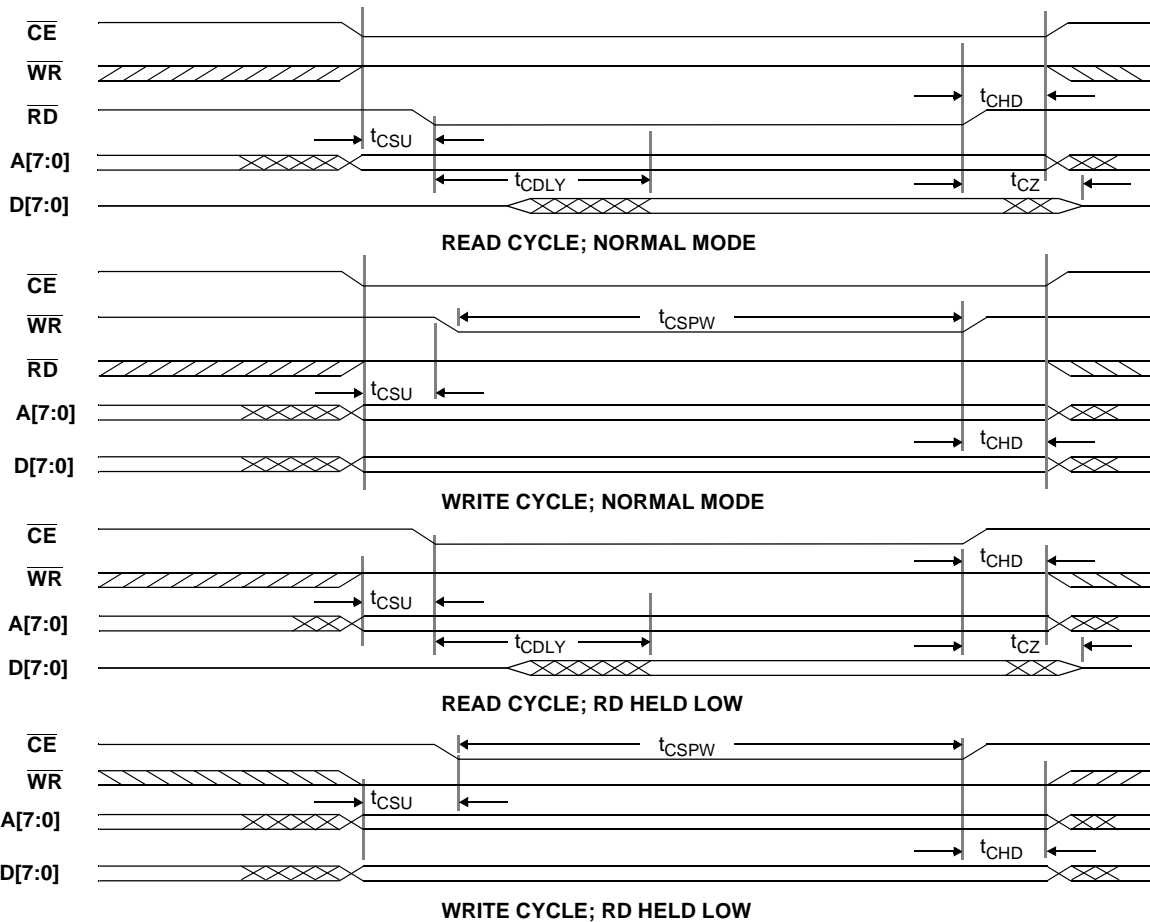 CE
WR
tCHD
RD
tCSU
A[7:0]
tCDLY
tCZ
D[7:0]
READ CYCLE; NORMAL MODE
CE
WR
tCSPW
RD
tCSU
A[7:0]
tCHD
D[7:0]
WRITE CYCLE; NORMAL MODE
CE
tCHD
WR
tCSU
A[7:0]
tCDLY
tCZ
D[7:0]
READ CYCLE; RD HELD LOW
CE
tCSPW
WR
tCSU
A[7:0]
tCHD
D[7:0]
WRITE CYCLE; RD HELD LOW